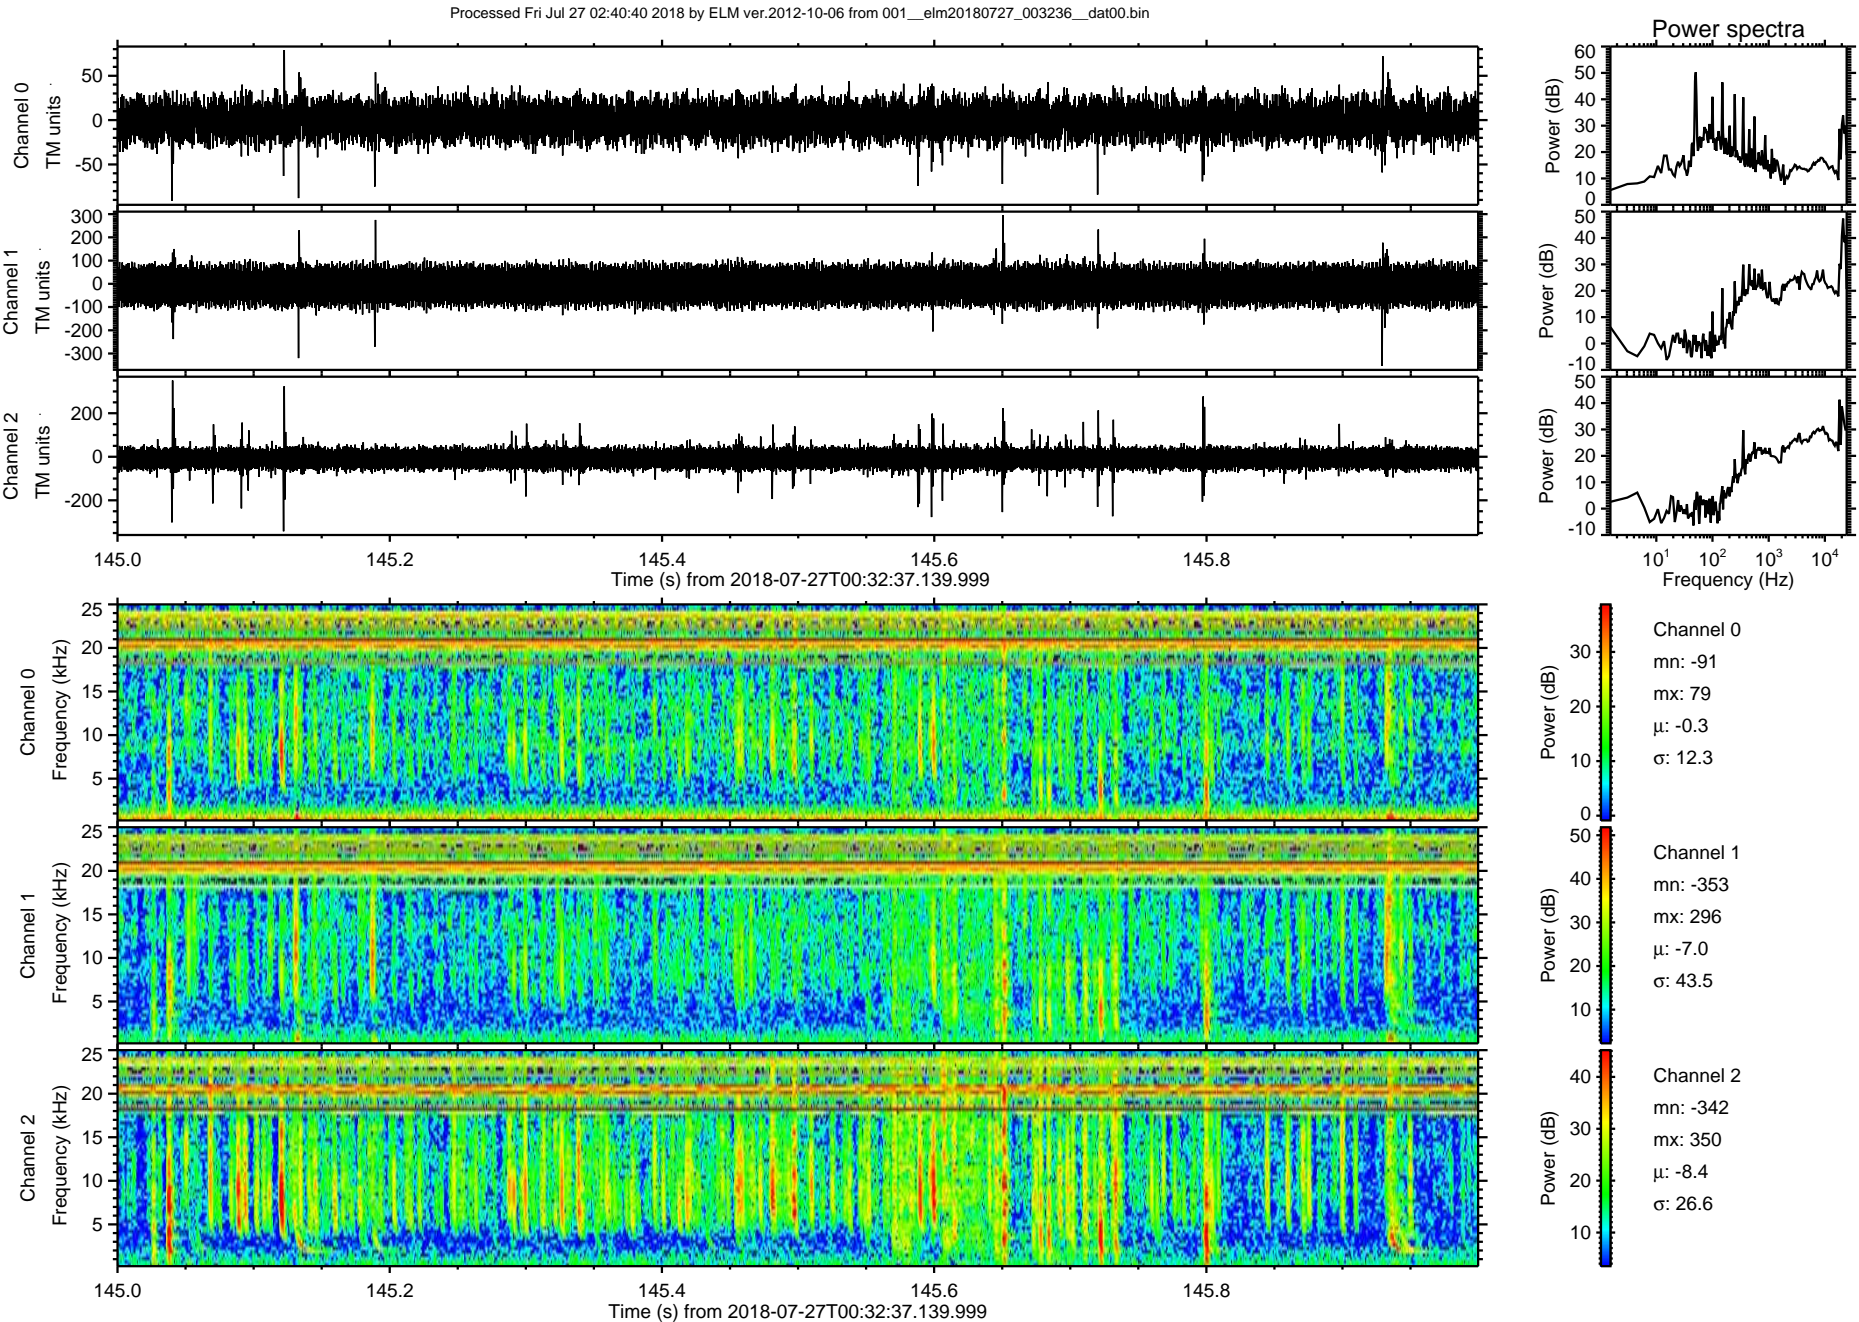 Processed Fri Jul 27 02:40:40 2018 by ELM ver.2012-10-06 from 001__elm20180727_003236__dat00.bin
Power spectra
Channel 0
TM units
50
0
-50
Power (dB)
60
50
40
30
20
10
0
Channel 1
TM units
300
200
100
0
-100
-200
-300
Power (dB)
50
40
30
20
10
0
-10
Channel 2
TM units
200
0
-200
Power (dB)
50
40
30
20
10
0
-10
145.0 145.2 145.4 145.6 145.8
Time (s) from 2018-07-27T00:32:37.139.999
10^1 10^2 10^3 10^4
Frequency (Hz)
Channel 0
Frequency (kHz)
25
20
15
10
5
Power (dB)
30
20
10
0
Channel 0
mn: -91
mx: 79
μ: -0.3
σ: 12.3
Channel 1
Frequency (kHz)
25
20
15
10
5
Power (dB)
50
40
30
20
10
Channel 1
mn: -353
mx: 296
μ: -7.0
σ: 43.5
Channel 2
Frequency (kHz)
25
20
15
10
5
Power (dB)
40
30
20
10
Channel 2
mn: -342
mx: 350
μ: -8.4
σ: 26.6
145.0 145.2 145.4 145.6 145.8
Time (s) from 2018-07-27T00:32:37.139.999